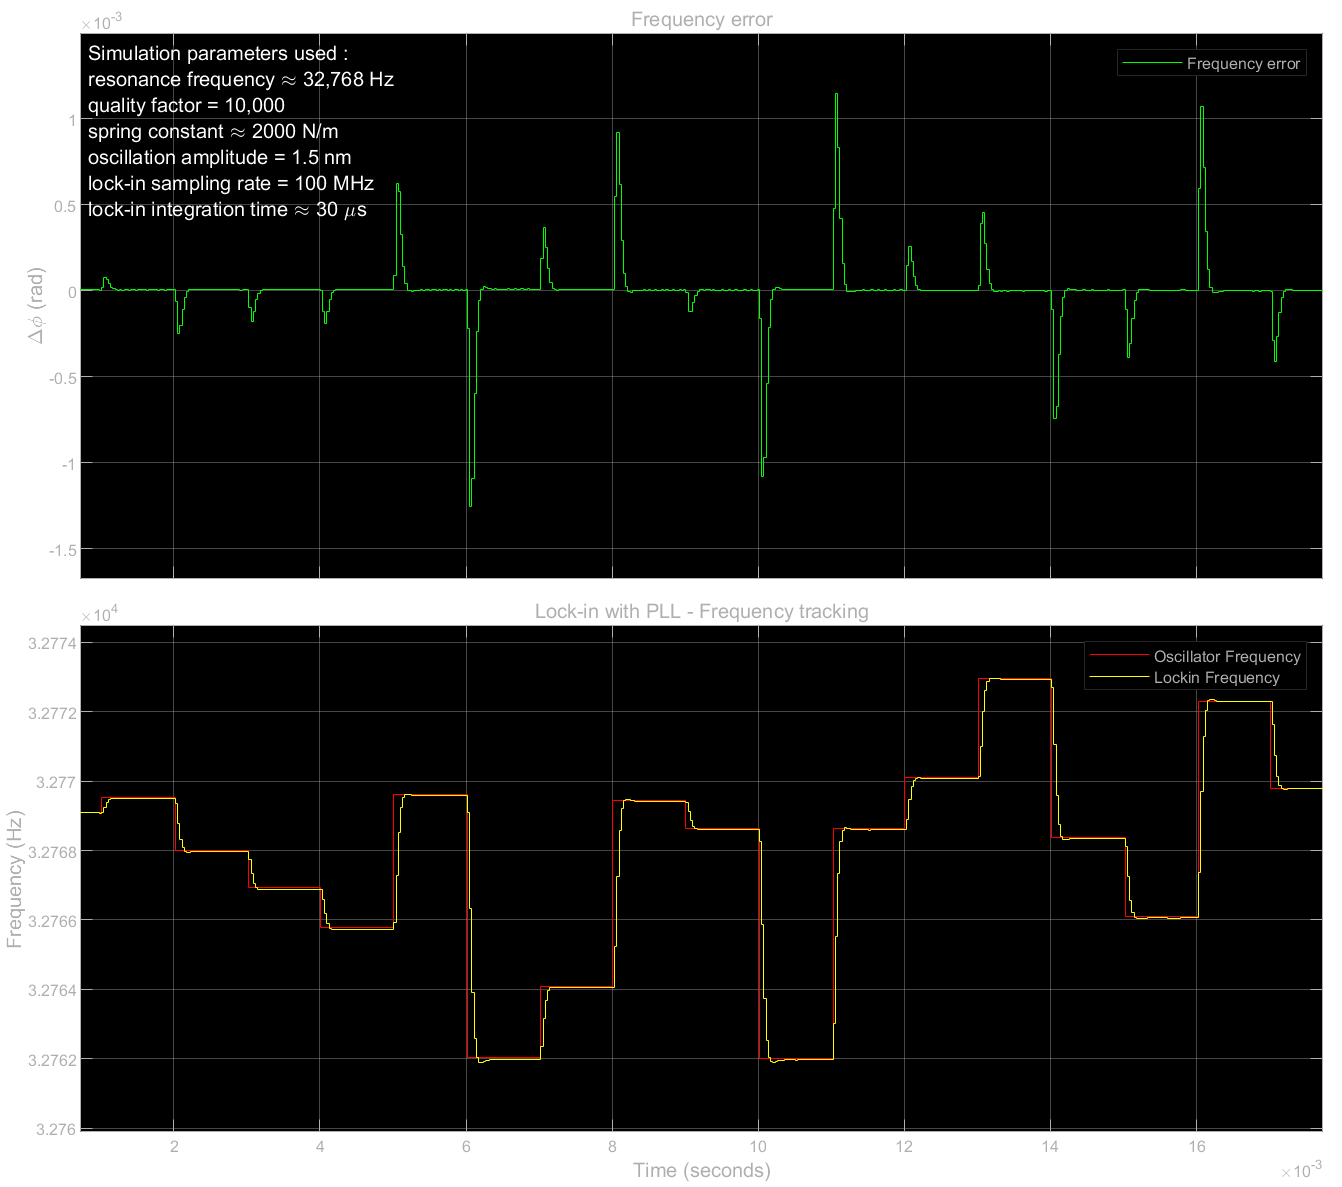 Frequency error
×10-3
Simulation parameters used :
resonance frequency ≈ 32,768 Hz
quality factor = 10,000
spring constant ≈ 2000 N/m
oscillation amplitude = 1.5 nm
lock-in sampling rate = 100 MHz
lock-in integration time ≈ 30 μs
Frequency error
1
0.5
0
-0.5
-1
-1.5
Δϕ (rad)
Lock-in with PLL - Frequency tracking
×10⁴
Oscillator Frequency
Lockin Frequency
3.2774
3.2772
3.277
3.2768
3.2766
3.2764
3.2762
3.276
Frequency (Hz)
2 4 6 8 10 12 14 16
Time (seconds)
×10-3